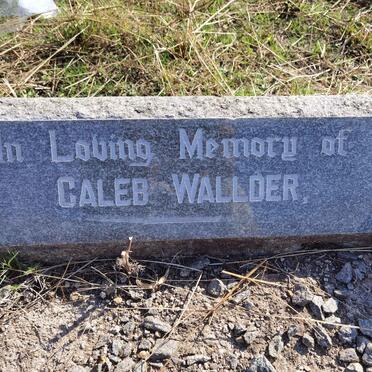 In Loving Memory of
CALEB WALLDER,